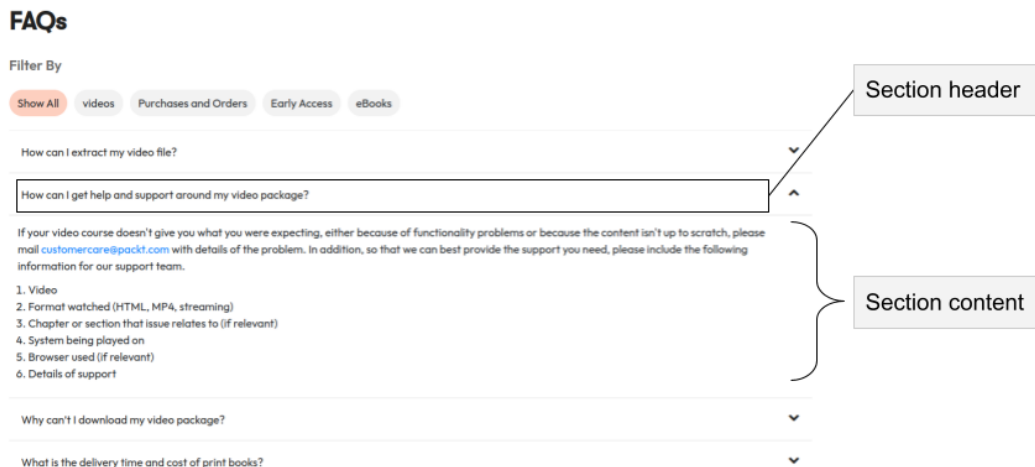 FAQs
Filter By
Show All videos Purchases and Orders Early Access eBooks
Section header
How can I extract my video file?
How can I get help and support around my video package?
If your video course doesn't give you what you were expecting, either because of functionality problems or because the content isn't up to scratch, please
mail customercare@packt.com with details of the problem. In addition, so that we can best provide the support you need, please include the following
information for our support team.
1. Video
2. Format watched (HTML, MP4, streaming)
3. Chapter or section that issue relates to (if relevant)
4. System being played on
5. Browser used (if relevant)
6. Details of support
Section content
Why can't I download my video package?
What is the delivery time and cost of print books?